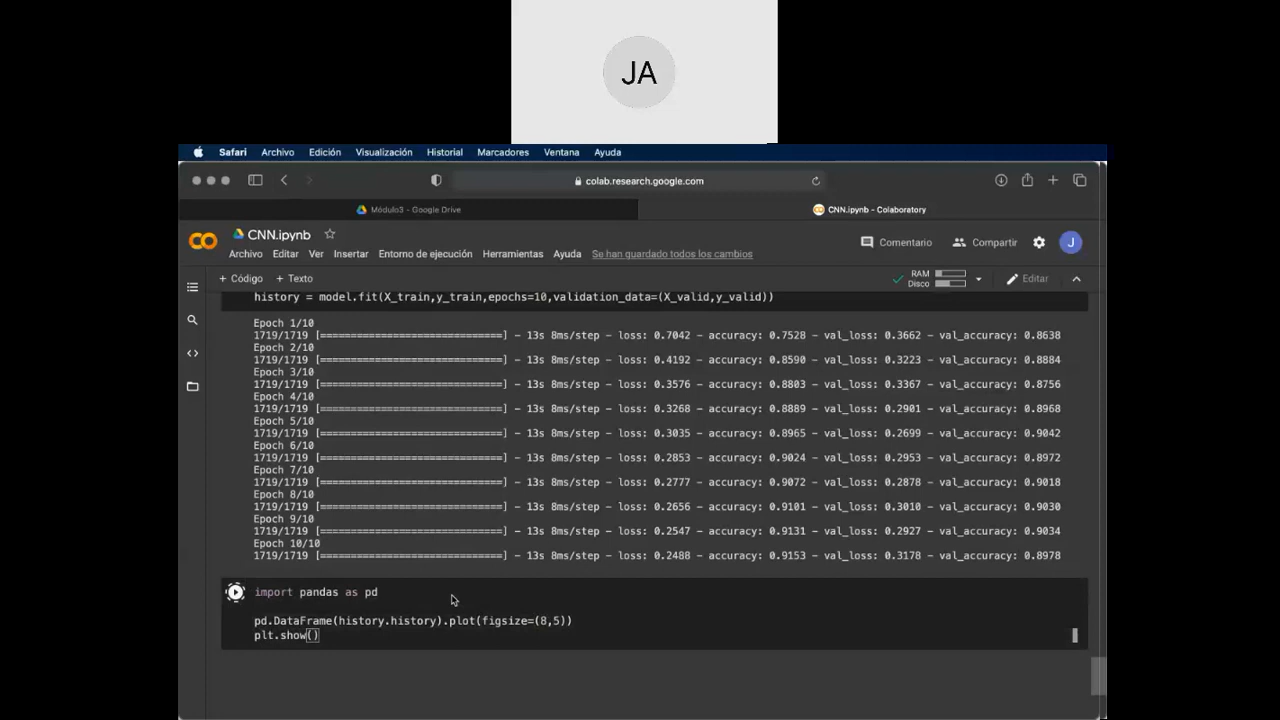 JA
Safari Archivo Edición Visualización Historial Marcadores Ventana Ayuda
colab.research.google.com
Módulo3 - Google Drive
CNN.ipynb - Colaboratory
CNN.ipynb
Comentario
Compartir
J
Archivo Editar Ver Insertar Entorno de ejecución Herramientas Ayuda Se han guardado todos los cambios
+ Código + Texto
RAM
Disco
Editar
history = model.fit(X_train,y_train,epochs=10,validation_data=(X_valid,y_valid))
Epoch 1/10
1719/1719 [==============================] - 13s 8ms/step - loss: 0.7042 - accuracy: 0.7528 - val_loss: 0.3662 - val_accuracy: 0.8638
Epoch 2/10
1719/1719 [==============================] - 13s 8ms/step - loss: 0.4192 - accuracy: 0.8590 - val_loss: 0.3223 - val_accuracy: 0.8884
Epoch 3/10
1719/1719 [==============================] - 13s 8ms/step - loss: 0.3576 - accuracy: 0.8803 - val_loss: 0.3367 - val_accuracy: 0.8756
Epoch 4/10
1719/1719 [==============================] - 13s 8ms/step - loss: 0.3268 - accuracy: 0.8889 - val_loss: 0.2901 - val_accuracy: 0.8968
Epoch 5/10
1719/1719 [==============================] - 13s 8ms/step - loss: 0.3035 - accuracy: 0.8965 - val_loss: 0.2699 - val_accuracy: 0.9042
Epoch 6/10
1719/1719 [==============================] - 13s 8ms/step - loss: 0.2853 - accuracy: 0.9024 - val_loss: 0.2953 - val_accuracy: 0.8972
Epoch 7/10
1719/1719 [==============================] - 13s 8ms/step - loss: 0.2777 - accuracy: 0.9072 - val_loss: 0.2878 - val_accuracy: 0.9018
Epoch 8/10
1719/1719 [==============================] - 13s 8ms/step - loss: 0.2656 - accuracy: 0.9101 - val_loss: 0.3010 - val_accuracy: 0.9030
Epoch 9/10
1719/1719 [==============================] - 13s 8ms/step - loss: 0.2547 - accuracy: 0.9131 - val_loss: 0.2927 - val_accuracy: 0.9034
Epoch 10/10
1719/1719 [==============================] - 13s 8ms/step - loss: 0.2488 - accuracy: 0.9153 - val_loss: 0.3178 - val_accuracy: 0.8978
import pandas as pd
pd.DataFrame(history.history).plot(figsize=(8,5))
plt.show()